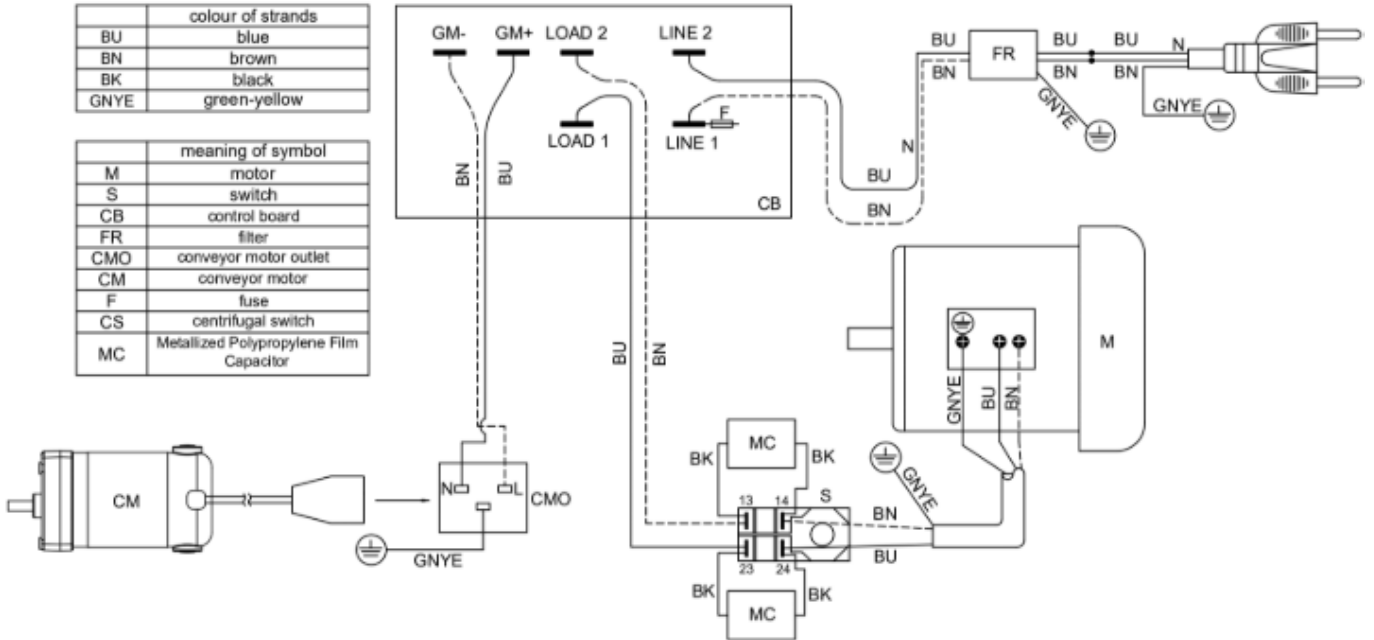 colour of strands
BU blue
BN brown
BK black
GNYE green-yellow
meaning of symbol
M motor
S switch
CB control board
FR filter
CMO conveyor motor outlet
CM conveyor motor
F fuse
CS centrifugal switch
MC Metallized Polypropylene Film
Capacitor
GM- GM+ LOAD 2 LINE 2
LOAD 1 LINE 1 F
CB
BN BU
BU BN
N
BU
BN
BU FR BU BU N
BN BN BN
GNYE GNYE
M
GNYE BU BN
CM
N L CMO
GNYE
MC
BK BK
13 14 S
BN
GNYE
BU
23 24
BK BK
MC